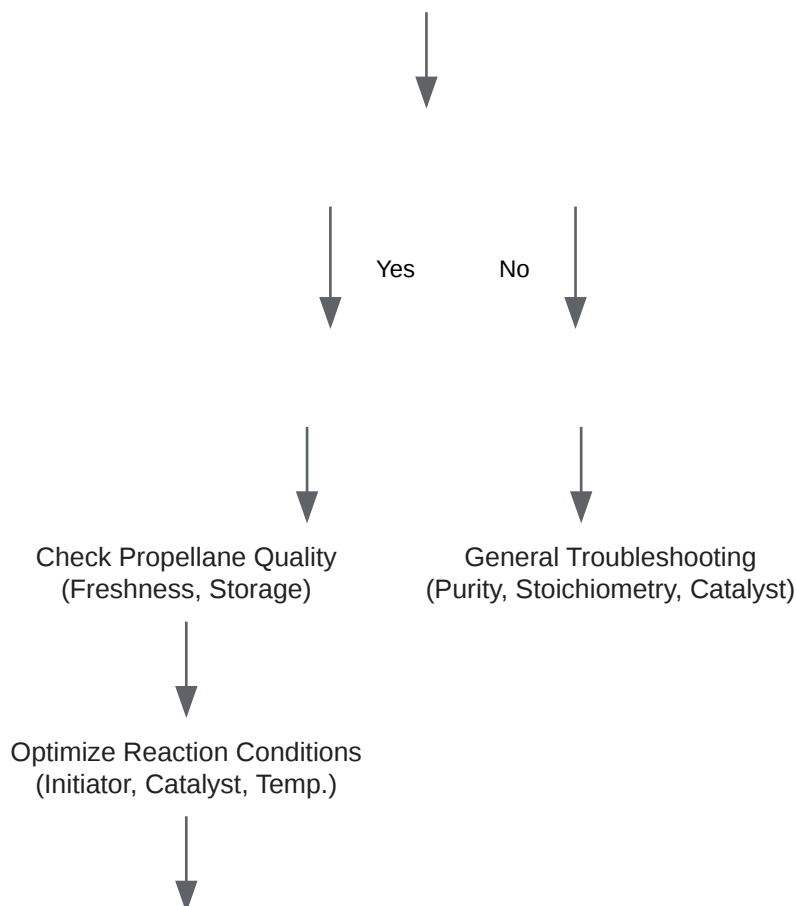 Yes
No
Check Propellane Quality
(Freshness, Storage)
General Troubleshooting
(Purity, Stoichiometry, Catalyst)
Optimize Reaction Conditions
(Initiator, Catalyst, Temp.)